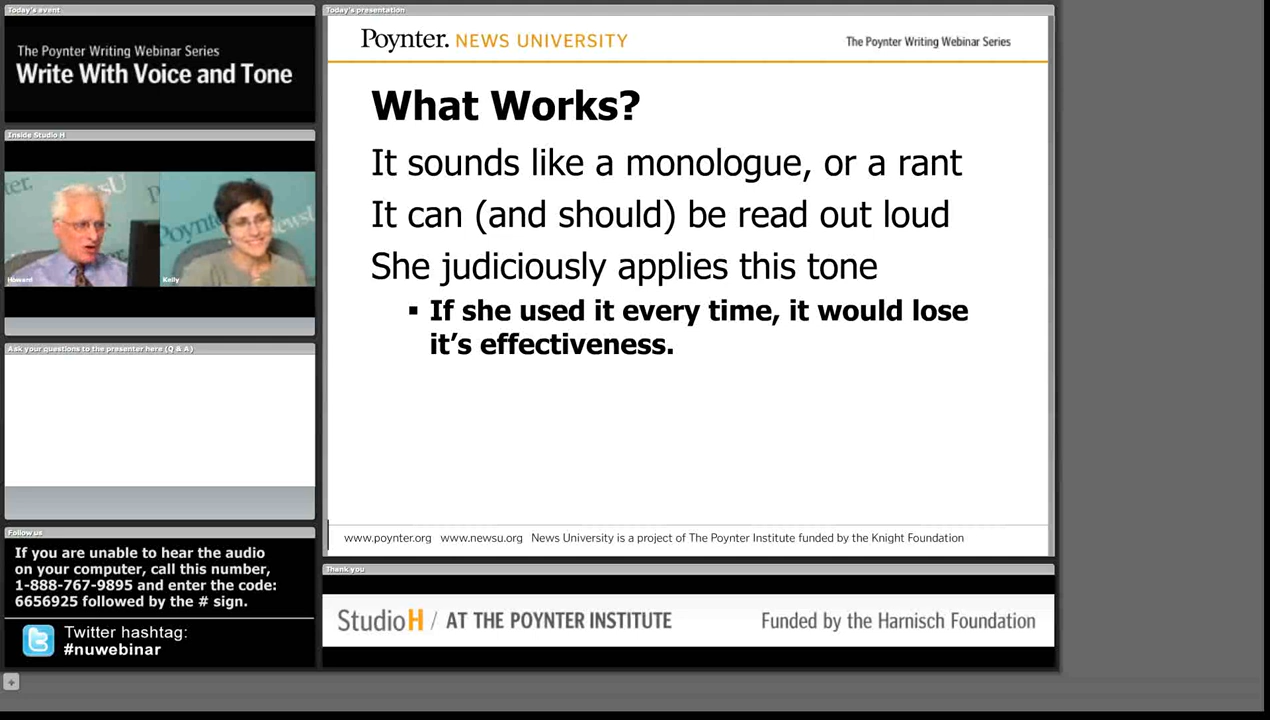 Today's event
The Poynter Writing Webinar Series
Write With Voice and Tone
Inside Studio H
Howard
Kelly
Ask your questions to the presenter here (Q & A)
Follow us
If you are unable to hear the audio
on your computer, call this number,
1-888-767-9895 and enter the code:
6656925 followed by the # sign.
Twitter hashtag:
#nuwebinar
Today's presentation
Poynter. NEWS UNIVERSITY
The Poynter Writing Webinar Series
What Works?
It sounds like a monologue, or a rant
It can (and should) be read out loud
She judiciously applies this tone
▪ If she used it every time, it would lose
it’s effectiveness.
www.poynter.org www.newsu.org News University is a project of The Poynter Institute funded by the Knight Foundation
Thank you
StudioH / AT THE POYNTER INSTITUTE
Funded by the Harnisch Foundation